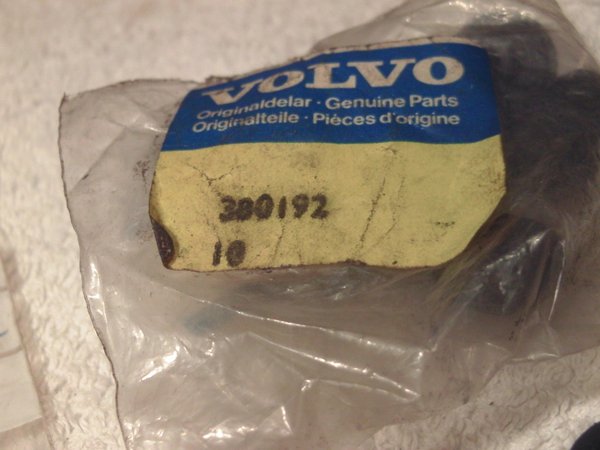 VOLVO
Originaldelar · Genuine Parts
Originalteile · Pièces d'origine
380192
10